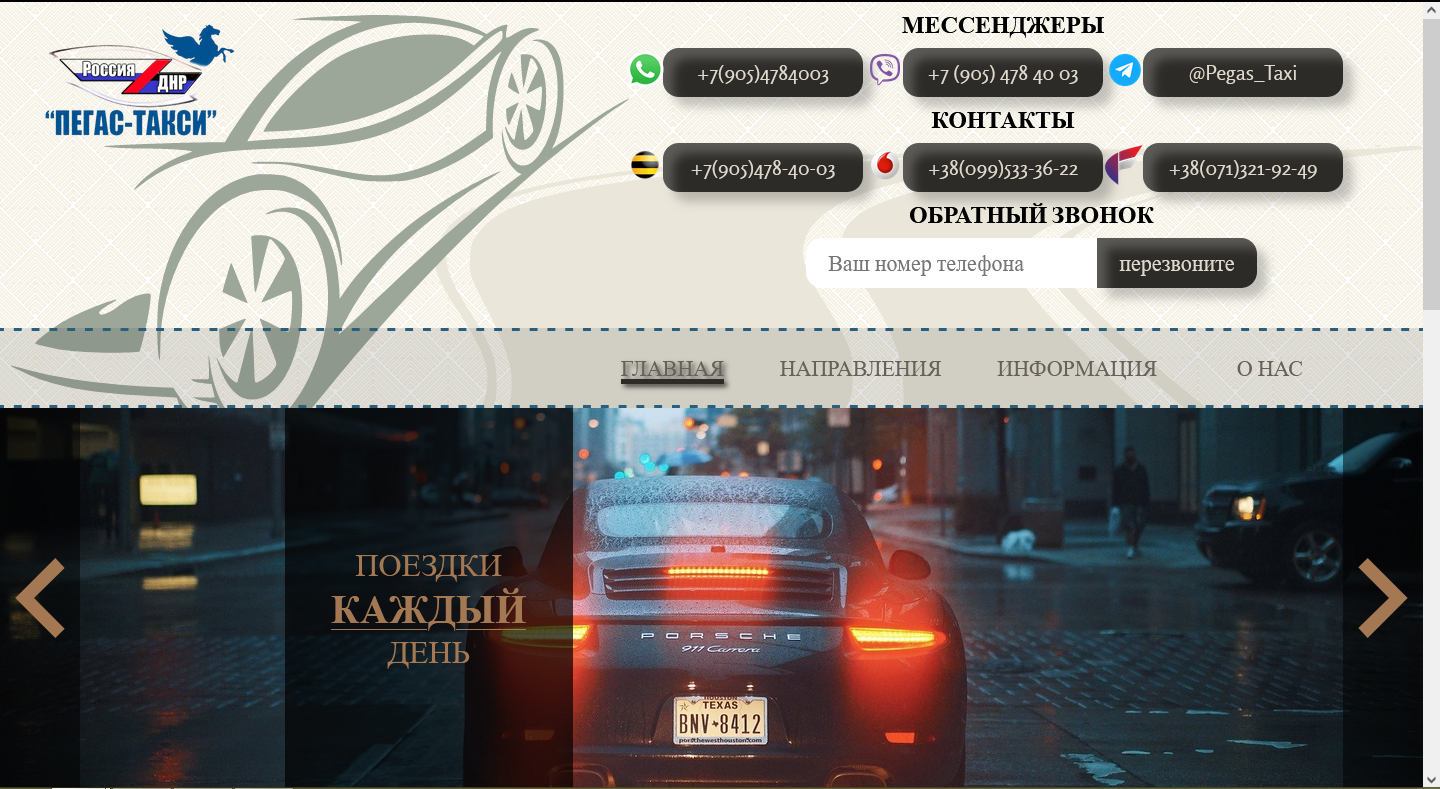 МЕССЕНДЖЕРЫ
Россия
ДНР
“ПЕГАС-ТАКСИ”
+7(905)4784003
+7 (905) 478 40 03
@Pegas_Taxi
КОНТАКТЫ
+7(905)478-40-03
+38(099)533-36-22
+38(071)321-92-49
ОБРАТНЫЙ ЗВОНОК
Ваш номер телефона
перезвоните
ГЛАВНАЯ
НАПРАВЛЕНИЯ
ИНФОРМАЦИЯ
О НАС
ПОЕЗДКИ
КАЖДЫЙ
ДЕНЬ
PORSCHE
911 Carrera
HOUSTON
TEXAS
BNV 8412